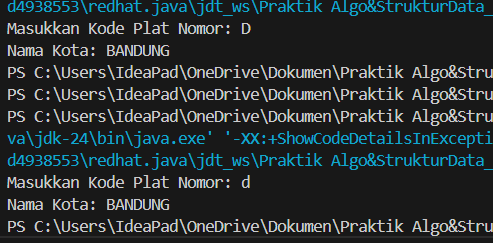 d4938553\redhat.java\jdt_ws\Praktik Algo&StrukturData_
Masukkan Kode Plat Nomor: D
Nama Kota: BANDUNG
PS C:\Users\IdeaPad\OneDrive\Dokumen\Praktik Algo&Stru
PS C:\Users\IdeaPad\OneDrive\Dokumen\Praktik Algo&Stru
PS C:\Users\IdeaPad\OneDrive\Dokumen\Praktik Algo&Stru
va\jdk-24\bin\java.exe' '-XX:+ShowCodeDetailsInExcepti
d4938553\redhat.java\jdt_ws\Praktik Algo&StrukturData_
Masukkan Kode Plat Nomor: d
Nama Kota: BANDUNG
PS C:\Users\IdeaPad\OneDrive\Dokumen\Praktik Algo&Stru